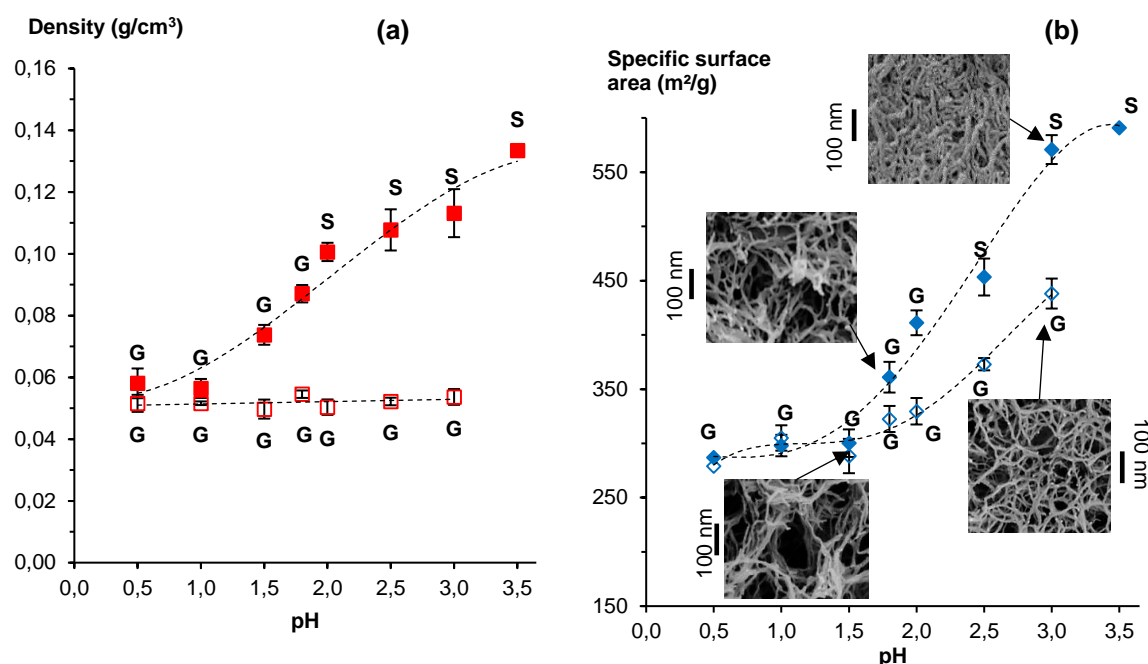 Density (g/cm³)
(a)
0,16
0,14
0,12
0,10
0,08
0,06
0,04
0,02
0,00
0,0 0,5 1,0 1,5 2,0 2,5 3,0 3,5
pH
G G G G S S S S
G G G G G G G
(b)
Specific surface
area (m²/g)
550
450
350
250
150
0,0 0,5 1,0 1,5 2,0 2,5 3,0 3,5
pH
S S
S
G
G
G G G
G
G
G G
100 nm
100 nm
100 nm
100 nm